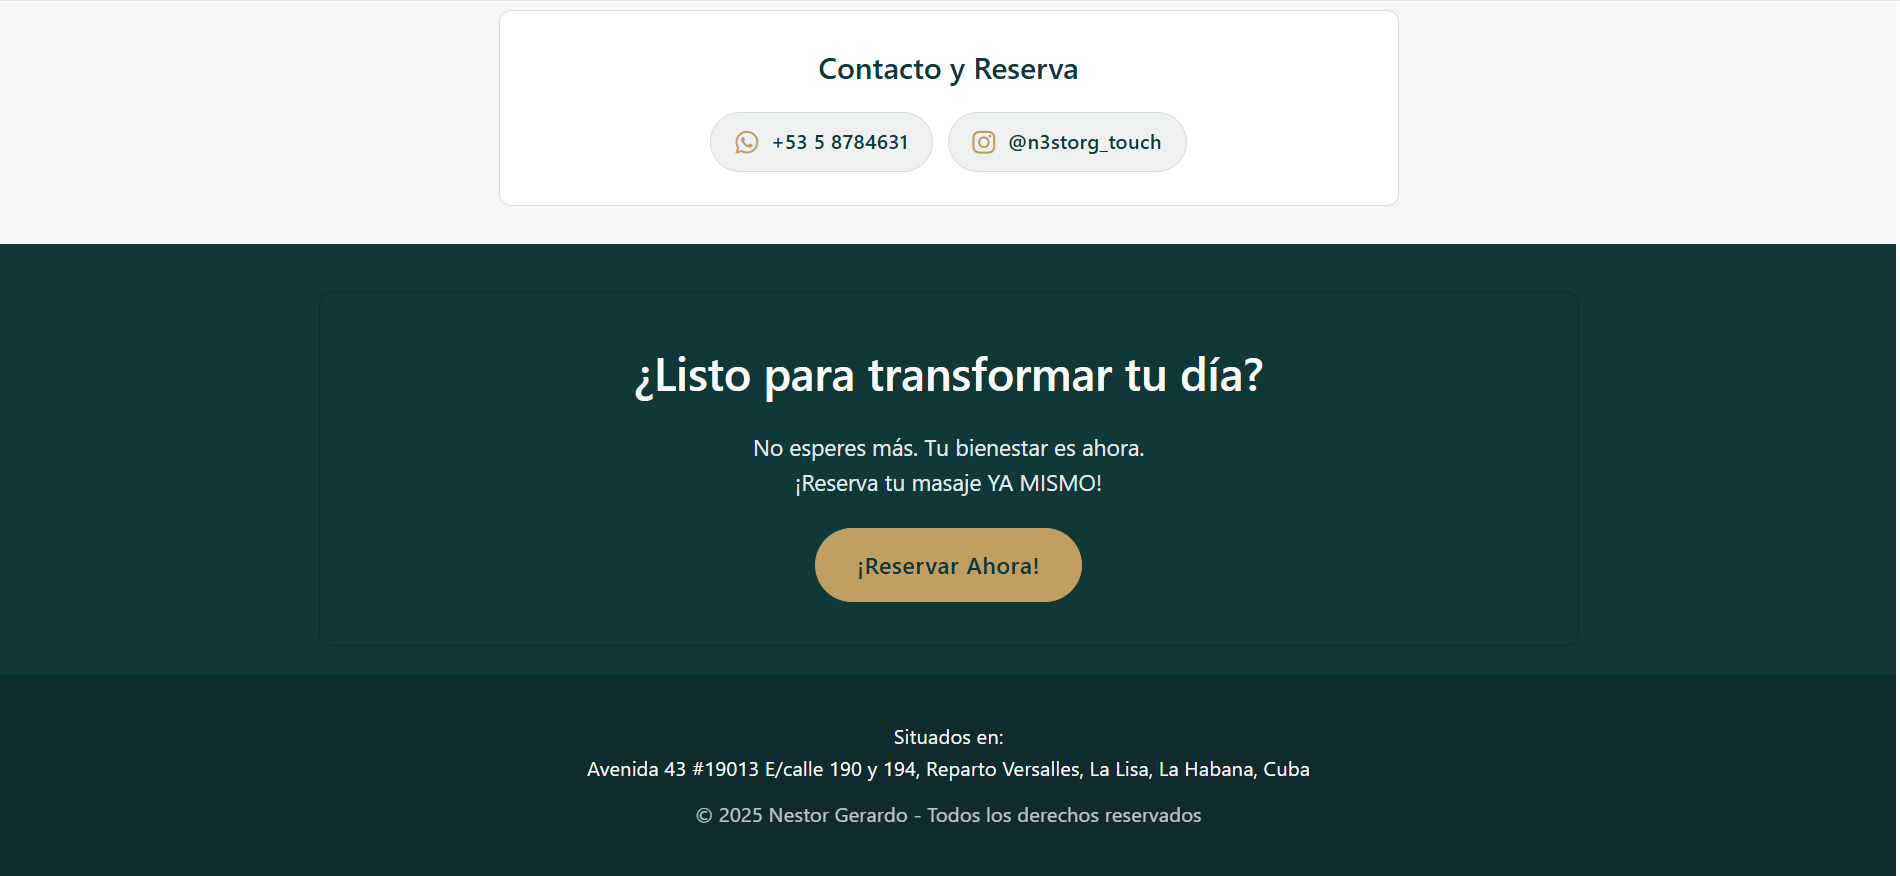 Contacto y Reserva
+53 5 8784631
@n3storg_touch
¿Listo para transformar tu día?
No esperes más. Tu bienestar es ahora.
¡Reserva tu masaje YA MISMO!
¡Reservar Ahora!
Situados en:
Avenida 43 #19013 E/calle 190 y 194, Reparto Versalles, La Lisa, La Habana, Cuba
© 2025 Nestor Gerardo - Todos los derechos reservados